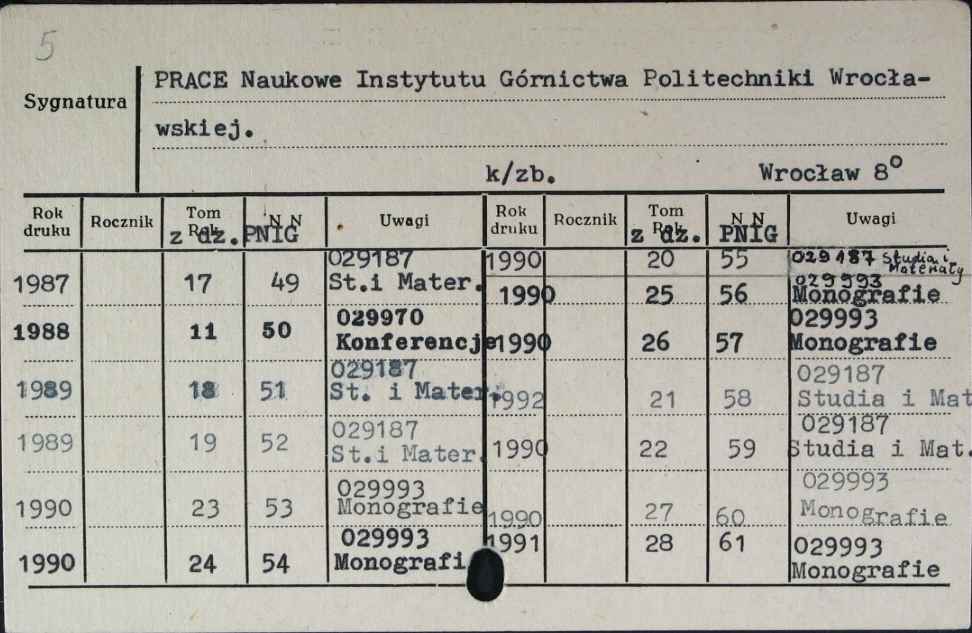 5
Sygnatura
PRACE Naukowe Instytutu Górnictwa Politechniki Wrocła-
wskiej.
k/zb. Wrocław 8°
Rok druku Rocznik Tom Rok z dz. N N PNIG Uwagi
1987 17 49 029187 St.i Mater.
1988 11 50 029970 Konferencje
1989 18 51 029187 St. i Mater.
1989 19 52 029187 St.i Mater.
1990 23 53 029993 Monografie
1990 24 54 029993 Monografi
Rok druku Rocznik Tom Rok z dz. N N PNIG Uwagi
1990 20 55 029187 Studia i Materiały
1990 25 56 029993 Monografie
1990 26 57 029993 Monografie
1992 21 58 029187 Studia i Mat
1990 22 59 029187 Studia i Mat.
1990 27 60 029993 Monografie
1991 28 61 029993 Monografie